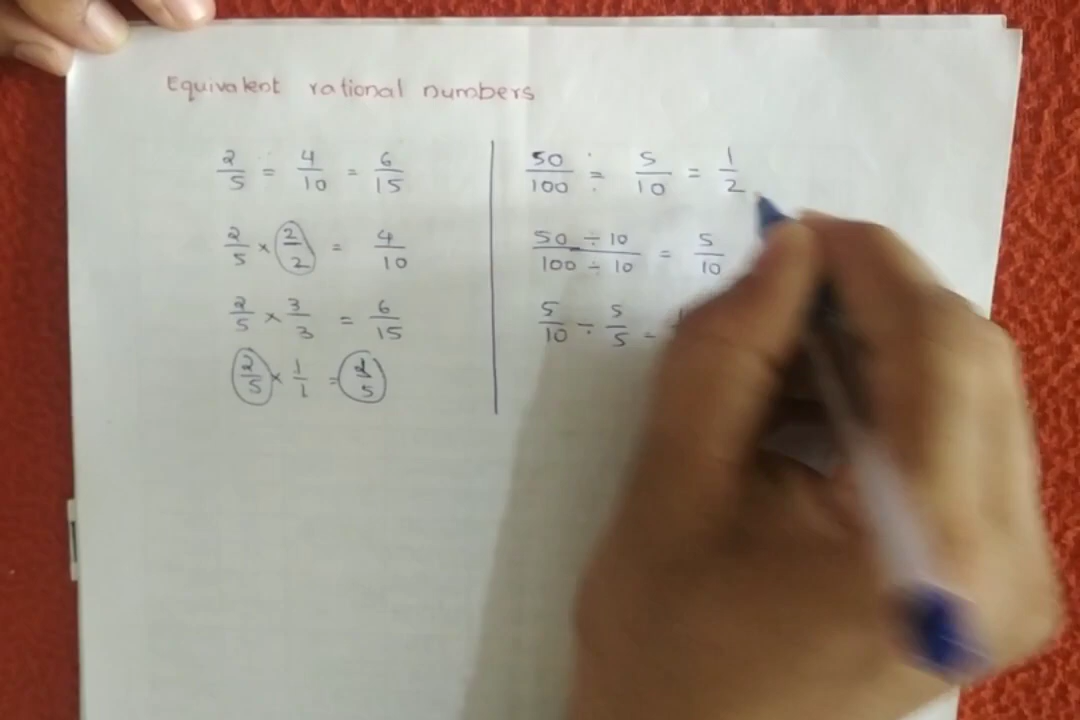 Equivalent rational numbers
2/5 = 4/10 = 6/15
2/5 × 2/2 = 4/10
2/5 × 3/3 = 6/15
2/5 × 1/1 = 2/5
50/100 = 5/10 = 1/2
50 ÷ 10 / 100 ÷ 10 = 5/10
5/10 ÷ 5/5 =